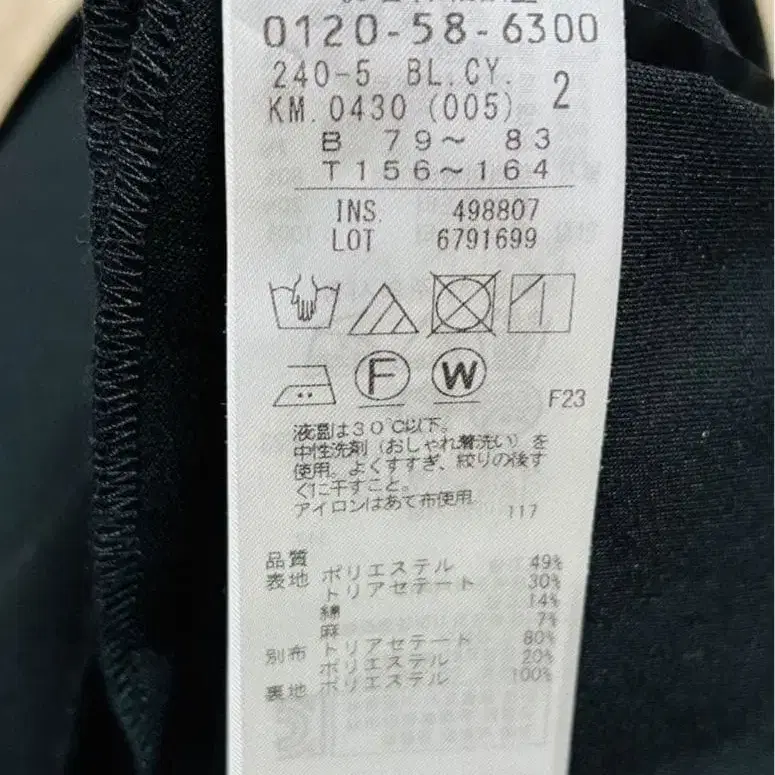 0120-58-6300
240-5 BL.CY. 2
KM.0430 (005)
B 79～ 83
T 156～164
INS. 498807
LOT 6791699
F W
F23
液温は30℃以下。
中性洗剤(おしゃれ着洗い)を
使用。よくすすぎ、絞りの後す
ぐに干すこと。
アイロンはあて布使用。
117
品質
表地 ポリエステル 49%
トリアセテート 30%
綿 14%
麻 7%
別布 トリアセテート 80%
ポリエステル 20%
裏地 ポリエステル 100%